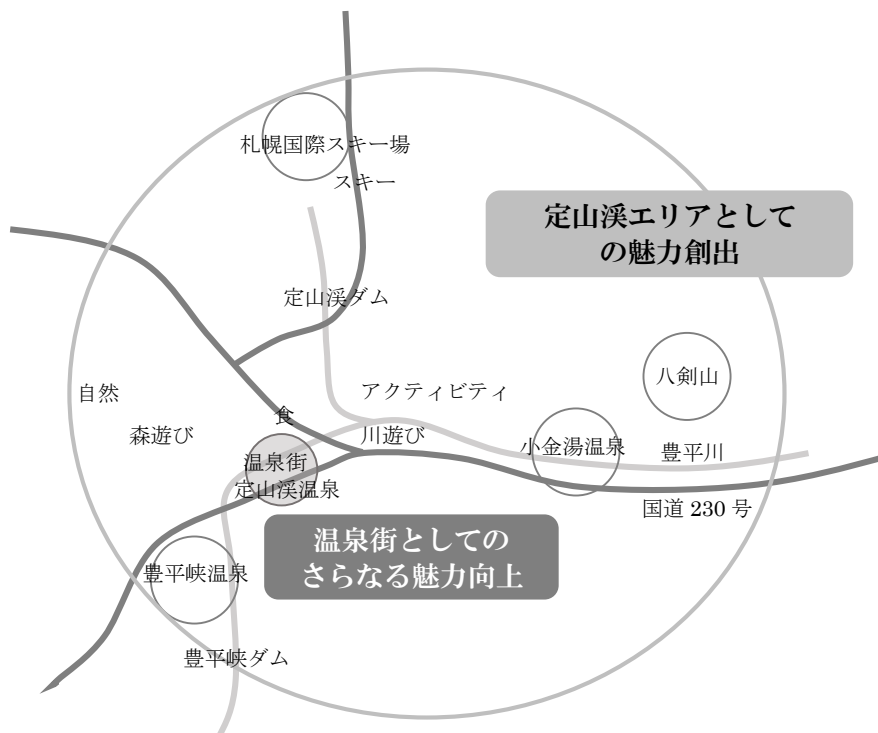 札幌国際スキー場
スキー
定山渓エリアとして
の魅力創出
定山渓ダム
八剣山
自然
アクティビティ
食
森遊び
川遊び
小金湯温泉
豊平川
温泉街
定山渓温泉
国道 230 号
温泉街としての
さらなる魅力向上
豊平峡温泉
豊平峡ダム